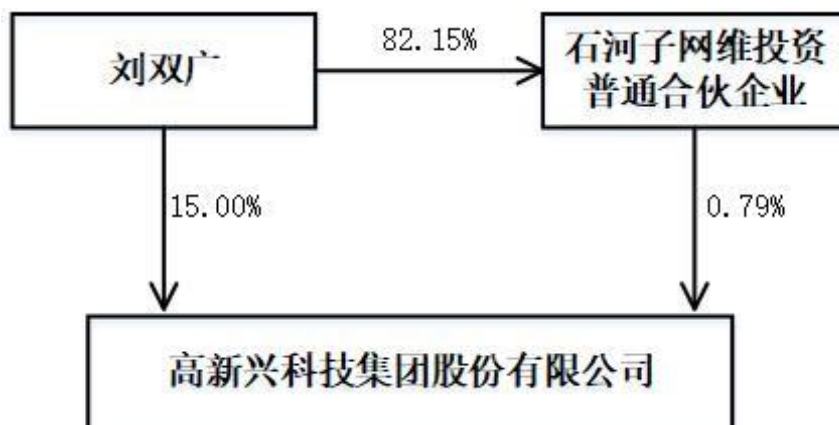 82.15%
刘双广
石河子网维投资
普通合伙企业
15.00%
0.79%
高新兴科技集团股份有限公司